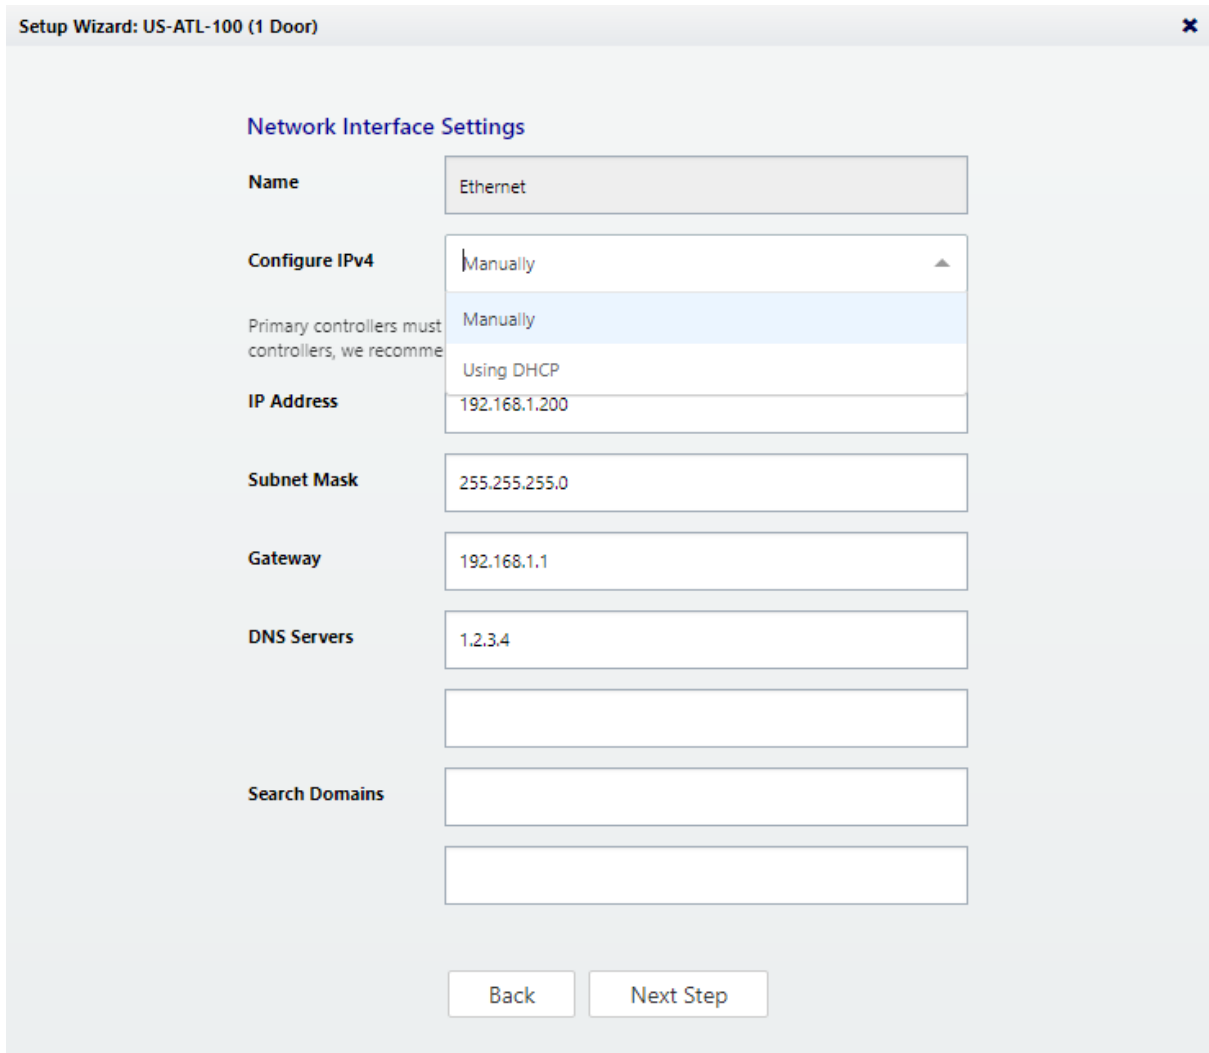 Setup Wizard: US-ATL-100 (1 Door)
Network Interface Settings
Name
Ethernet
Configure IPv4
Manually
Manually
Using DHCP
Primary controllers must
controllers, we
IP Address
192.168.1.200
Subnet Mask
255.255.255.0
Gateway
192.168.1.1
DNS Servers
1.2.3.4
Search Domains
Back
Next Step